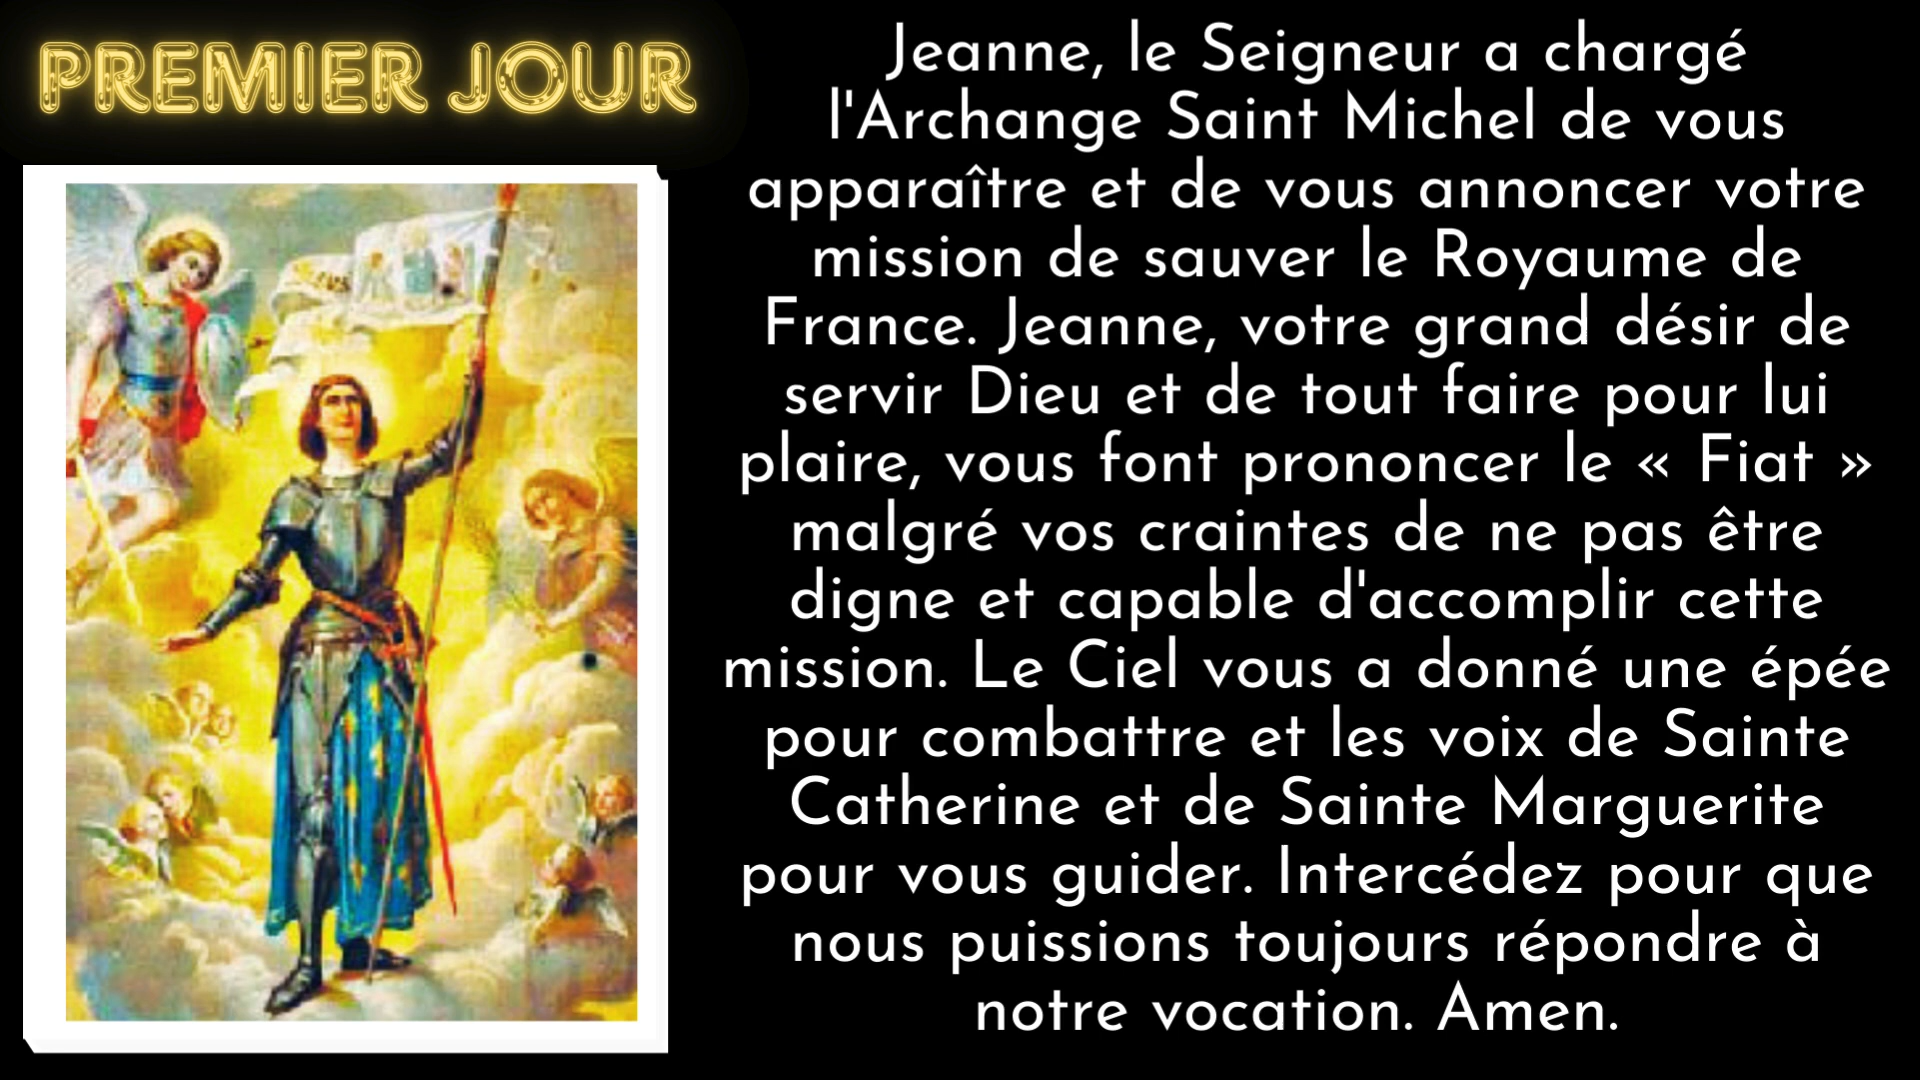 PREMIER JOUR
Jeanne, le Seigneur a chargé
l'Archange Saint Michel de vous
apparaître et de vous annoncer votre
mission de sauver le Royaume de
France. Jeanne, votre grand désir de
servir Dieu et de tout faire pour lui
plaire, vous font prononcer le « Fiat »
malgré vos craintes de ne pas être
digne et capable d'accomplir cette
mission. Le Ciel vous a donné une épée
pour combattre et les voix de Sainte
Catherine et de Sainte Marguerite
pour vous guider. Intercédez pour que
nous puissions toujours répondre à
notre vocation. Amen.